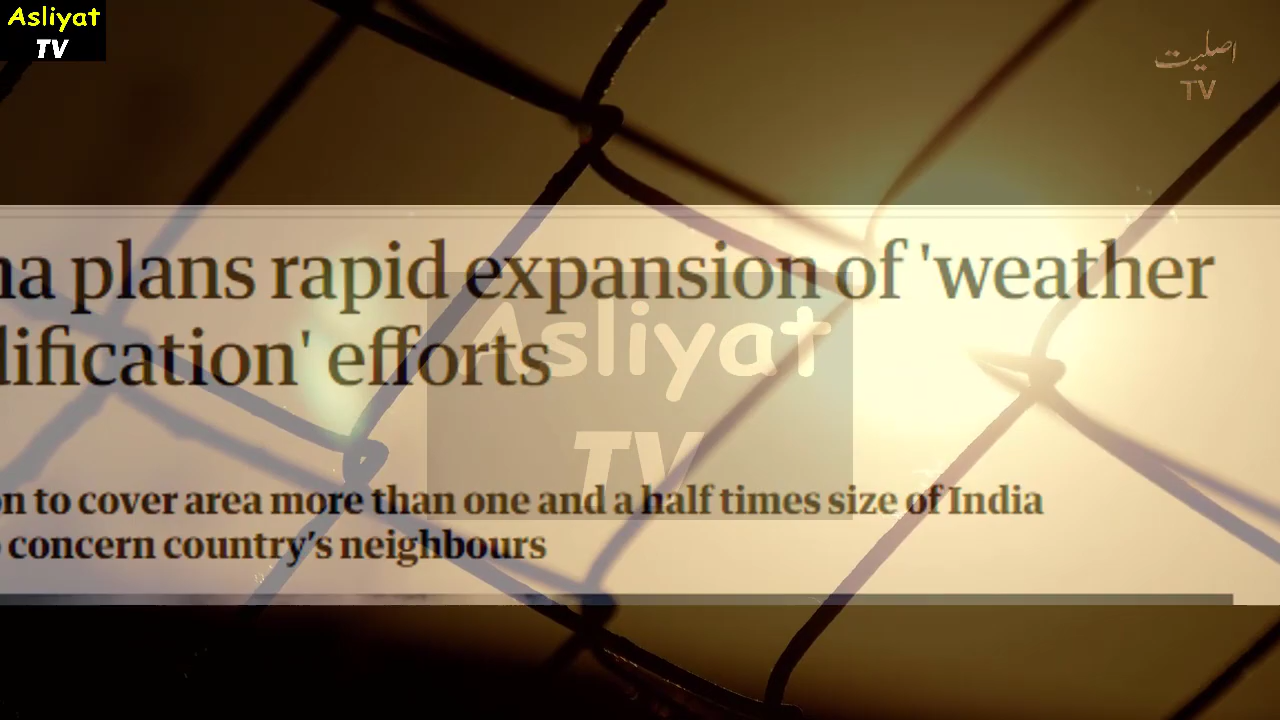 Asliyat
TV
اصلیت
TV
na plans rapid expansion of 'weather
dification' efforts
Asliyat
TV
on to cover area more than one and a half times size of India
concern country's neighbours